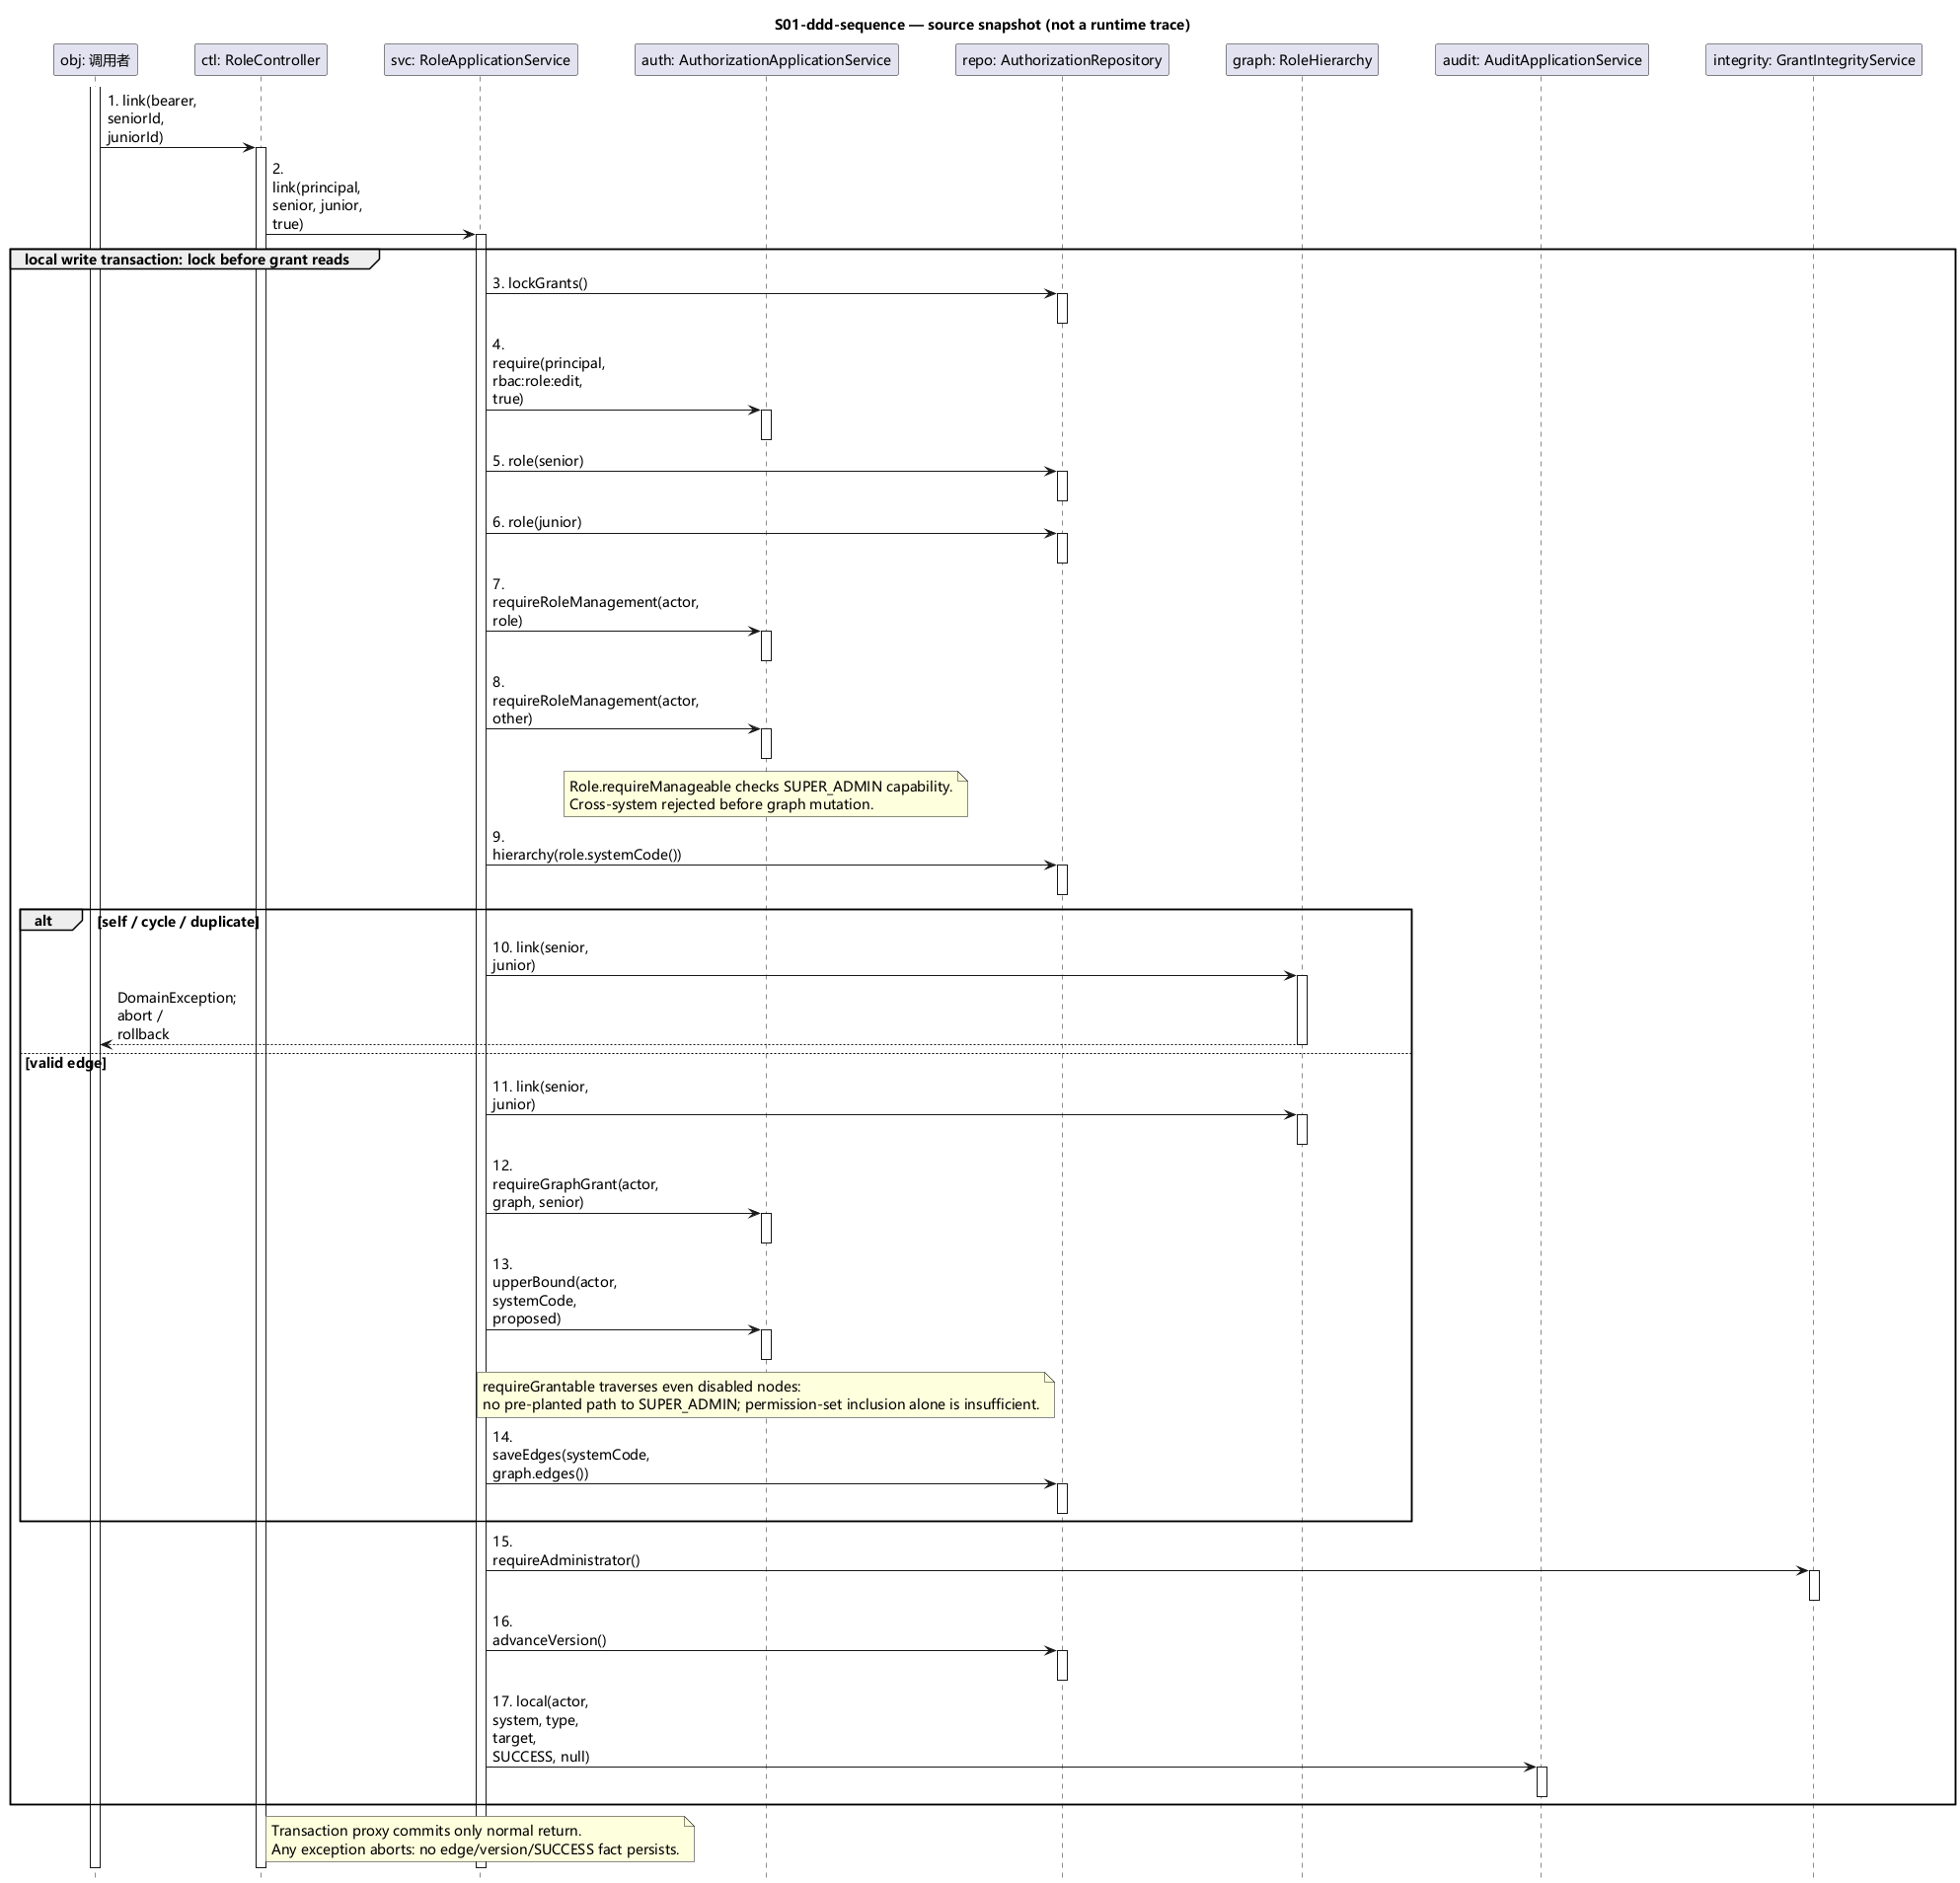 S01-ddd-sequence — source snapshot (not a runtime trace)
obj: 调用者
ctl: RoleController
svc: RoleApplicationService
auth: AuthorizationApplicationService
repo: AuthorizationRepository
graph: RoleHierarchy
audit: AuditApplicationService
integrity: GrantIntegrityService
1. link(bearer,
seniorId,
juniorId)
2.
link(principal,
senior, junior,
true)
local write transaction: lock before grant reads
3. lockGrants()
4.
require(principal,
rbac:role:edit,
true)
5. role(senior)
6. role(junior)
7.
requireRoleManagement(actor,
role)
8.
requireRoleManagement(actor,
other)
Role.requireManageable checks SUPER_ADMIN capability.
Cross-system rejected before graph mutation.
9.
hierarchy(role.systemCode())
alt
[self / cycle / duplicate]
10. link(senior,
junior)
DomainException;
abort /
rollback
[valid edge]
11. link(senior,
junior)
12.
requireGraphGrant(actor,
graph, senior)
13.
upperBound(actor,
systemCode,
proposed)
requireGrantable traverses even disabled nodes:
no pre-planted path to SUPER_ADMIN; permission-set inclusion alone is insufficient.
14.
saveEdges(systemCode,
graph.edges())
15.
requireAdministrator()
16.
advanceVersion()
17. local(actor,
system, type,
target,
SUCCESS, null)
Transaction proxy commits only normal return.
Any exception aborts: no edge/version/SUCCESS fact persists.